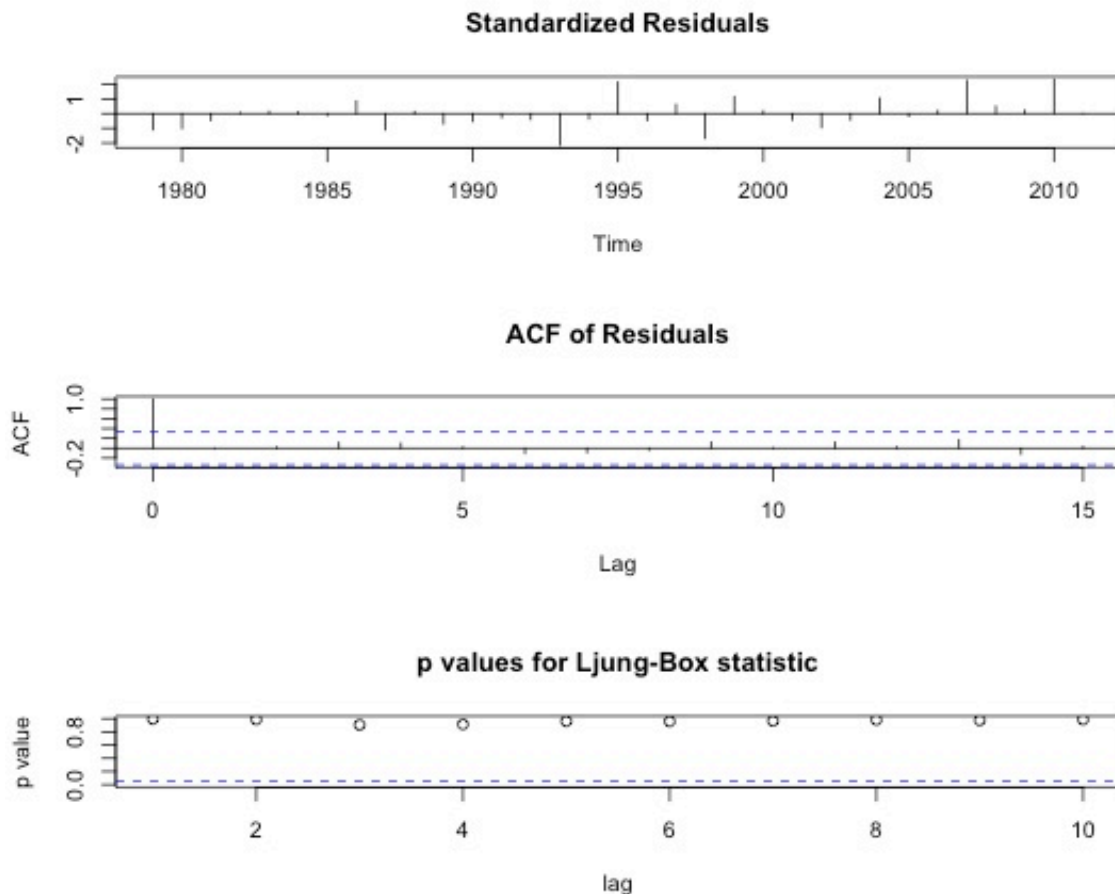 Standardized Residuals
1
-2
1980 1985 1990 1995 2000 2005 2010
Time
ACF of Residuals
ACF
1.0
-0.2
0 5 10 15
Lag
p values for Ljung-Box statistic
p value
0.8
0.0
2 4 6 8 10
lag